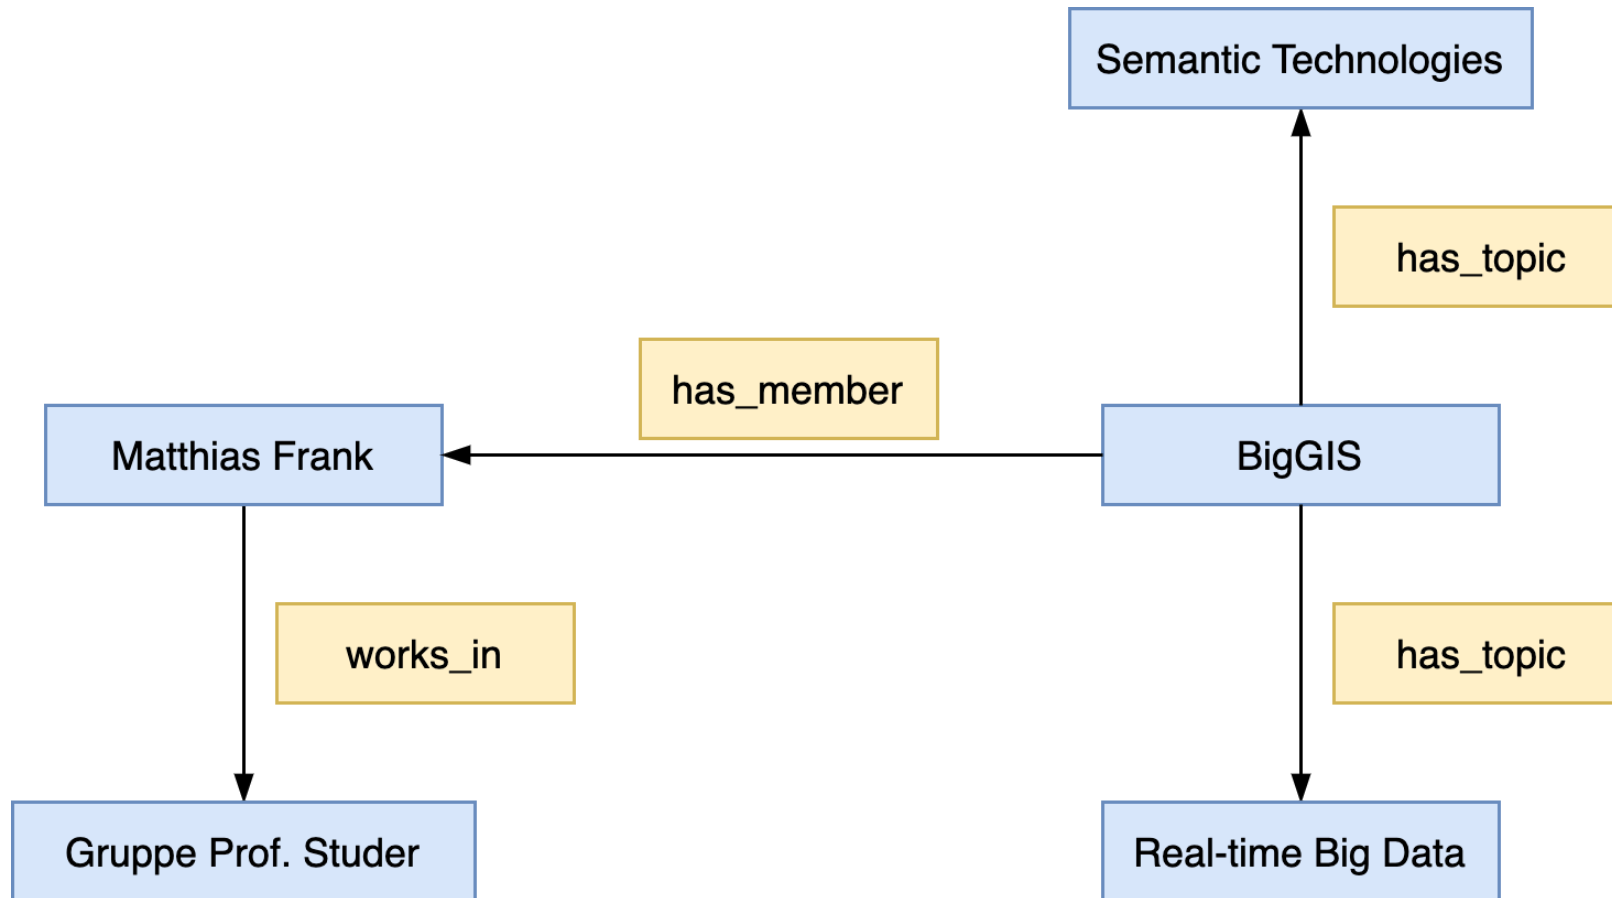 Semantic Technologies
has_topic
has_member
Matthias Frank
BigGIS
works_in
has_topic
Gruppe Prof. Studer
Real-time Big Data